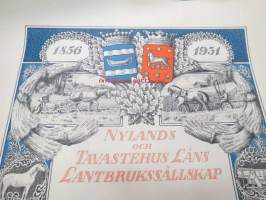 1856 1931
NYLANDS
OCH
TAVASTEHUS LÄNS
LANTBRUKSSÄLLSKAP